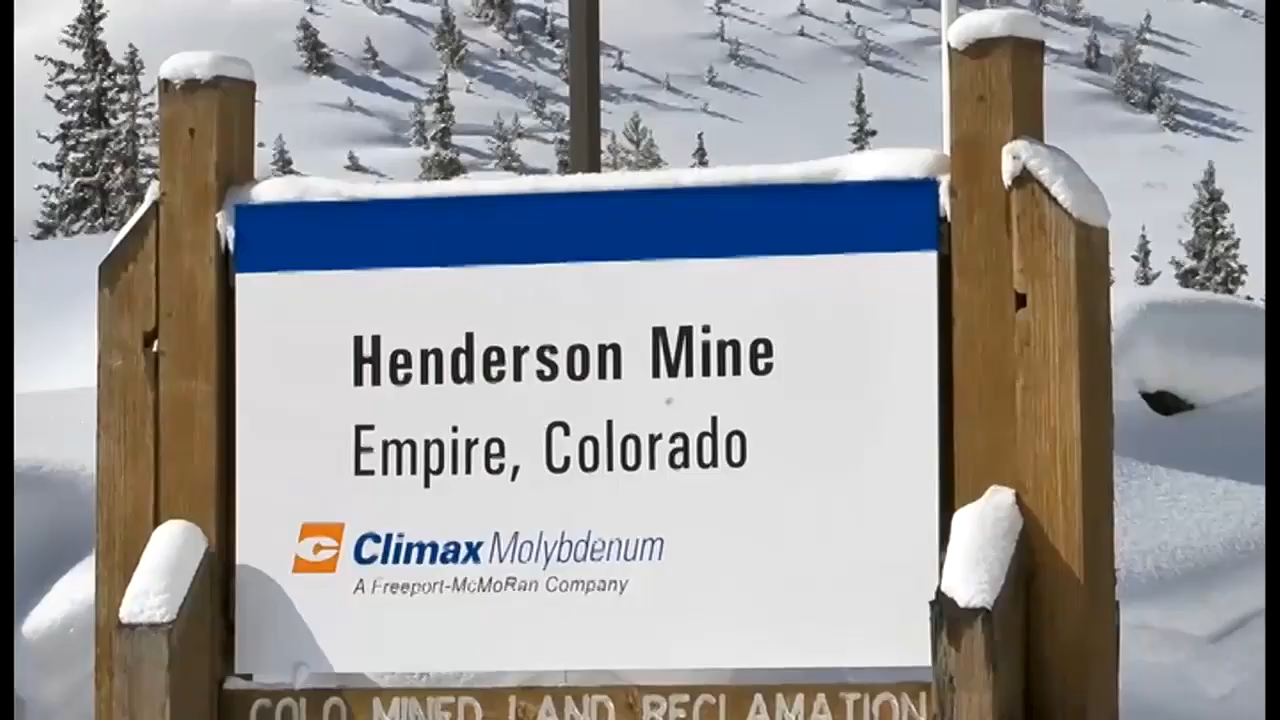 Henderson Mine
Empire, Colorado
Climax Molybdenum
A Freeport-McMoRan Company
COLO MINED LAND RECLAMATION